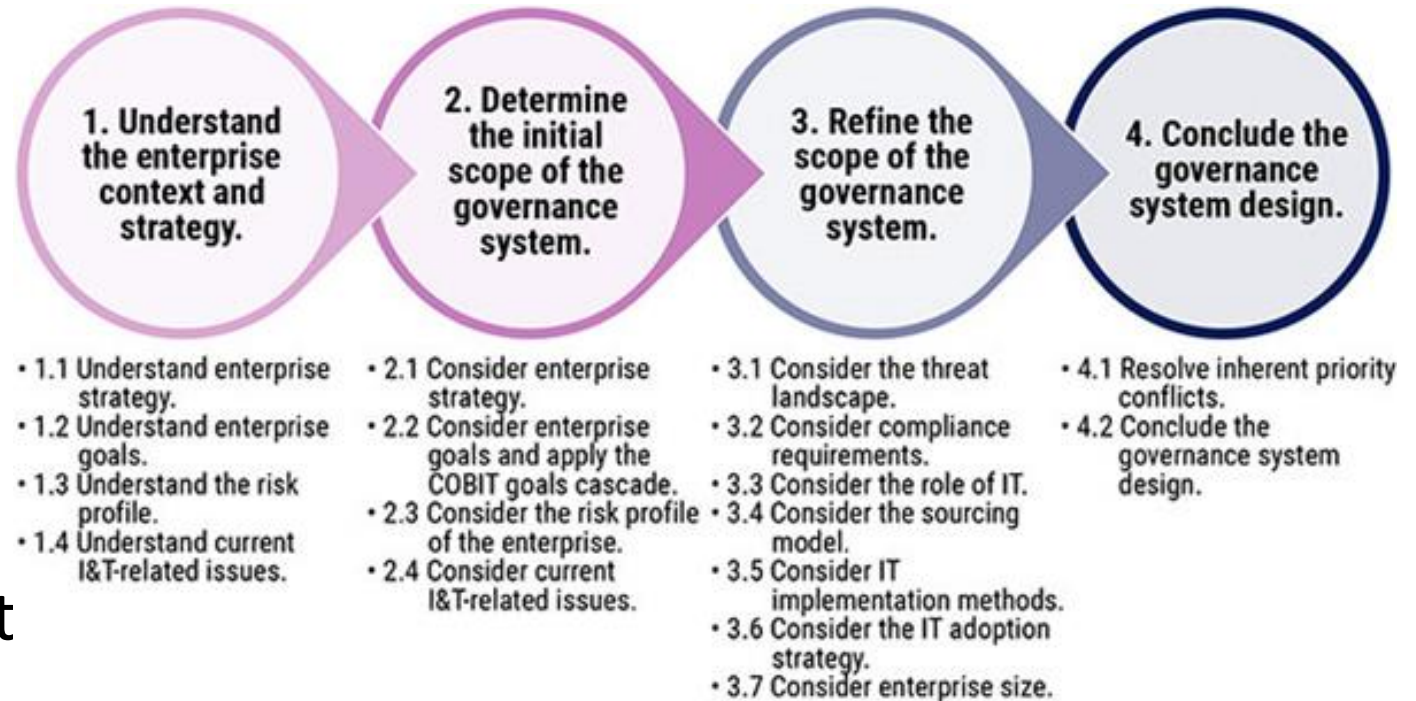 1. Understand
the enterprise
context and
strategy.
2. Determine
the initial
scope of the
governance
system.
3. Refine the
scope of the
governance
system.
4. Conclude the
governance
system design.
• 1.1 Understand enterprise
strategy.
• 1.2 Understand enterprise
goals.
• 1.3 Understand the risk
profile.
• 1.4 Understand current
I&T-related issues.
• 2.1 Consider enterprise
strategy.
• 2.2 Consider enterprise
goals and apply the
COBIT goals cascade.
• 2.3 Consider the risk profile
of the enterprise.
• 2.4 Consider current
I&T-related issues.
• 3.1 Consider the threat
landscape.
• 3.2 Consider compliance
requirements.
• 3.3 Consider the role of IT.
• 3.4 Consider the sourcing
model.
• 3.5 Consider IT
implementation methods.
• 3.6 Consider the IT adoption
strategy.
• 3.7 Consider enterprise size.
• 4.1 Resolve inherent priority
conflicts.
• 4.2 Conclude the
governance system
design.
t